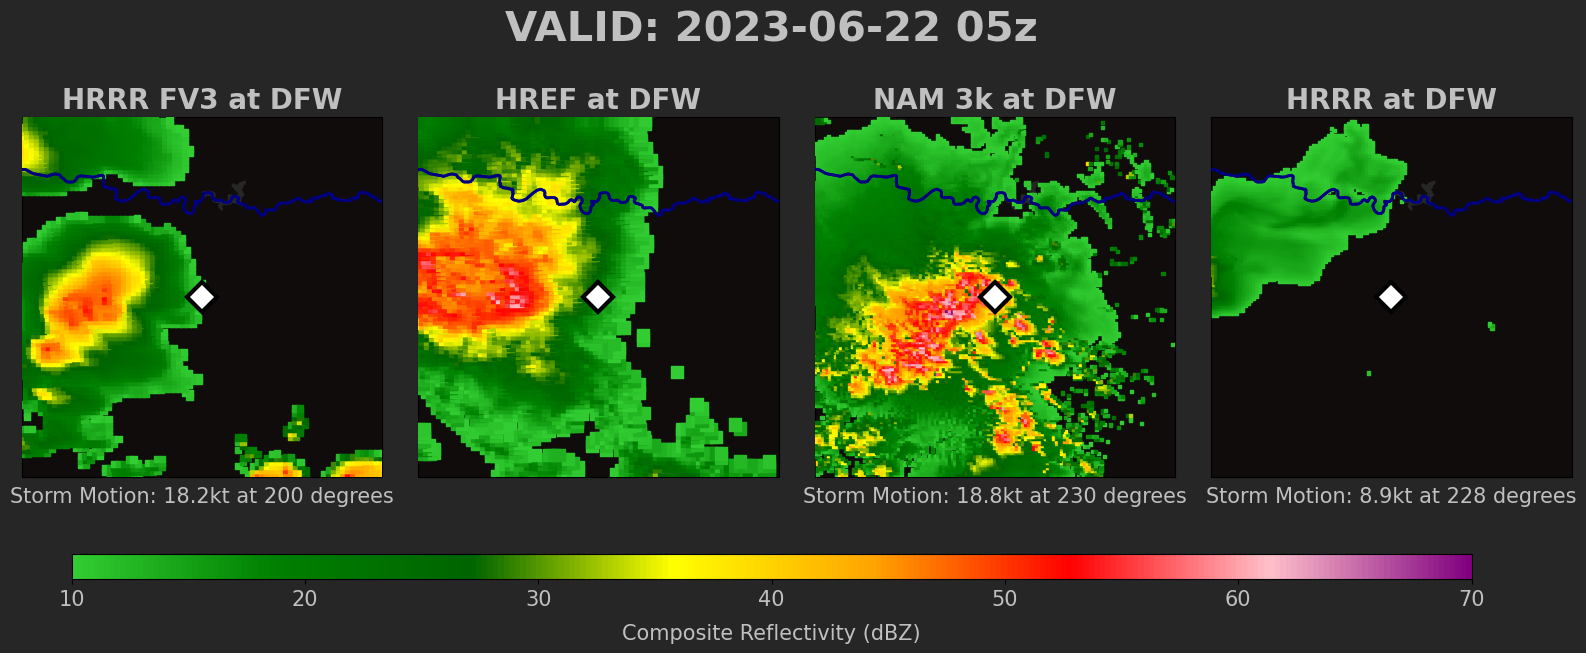 VALID: 2023-06-22 05z
HRRR FV3 at DFW
HREF at DFW
NAM 3k at DFW
HRRR at DFW
Storm Motion: 18.2kt at 200 degrees
Storm Motion: 18.8kt at 230 degrees
Storm Motion: 8.9kt at 228 degrees
10 20 30 40 50 60 70
Composite Reflectivity (dBZ)